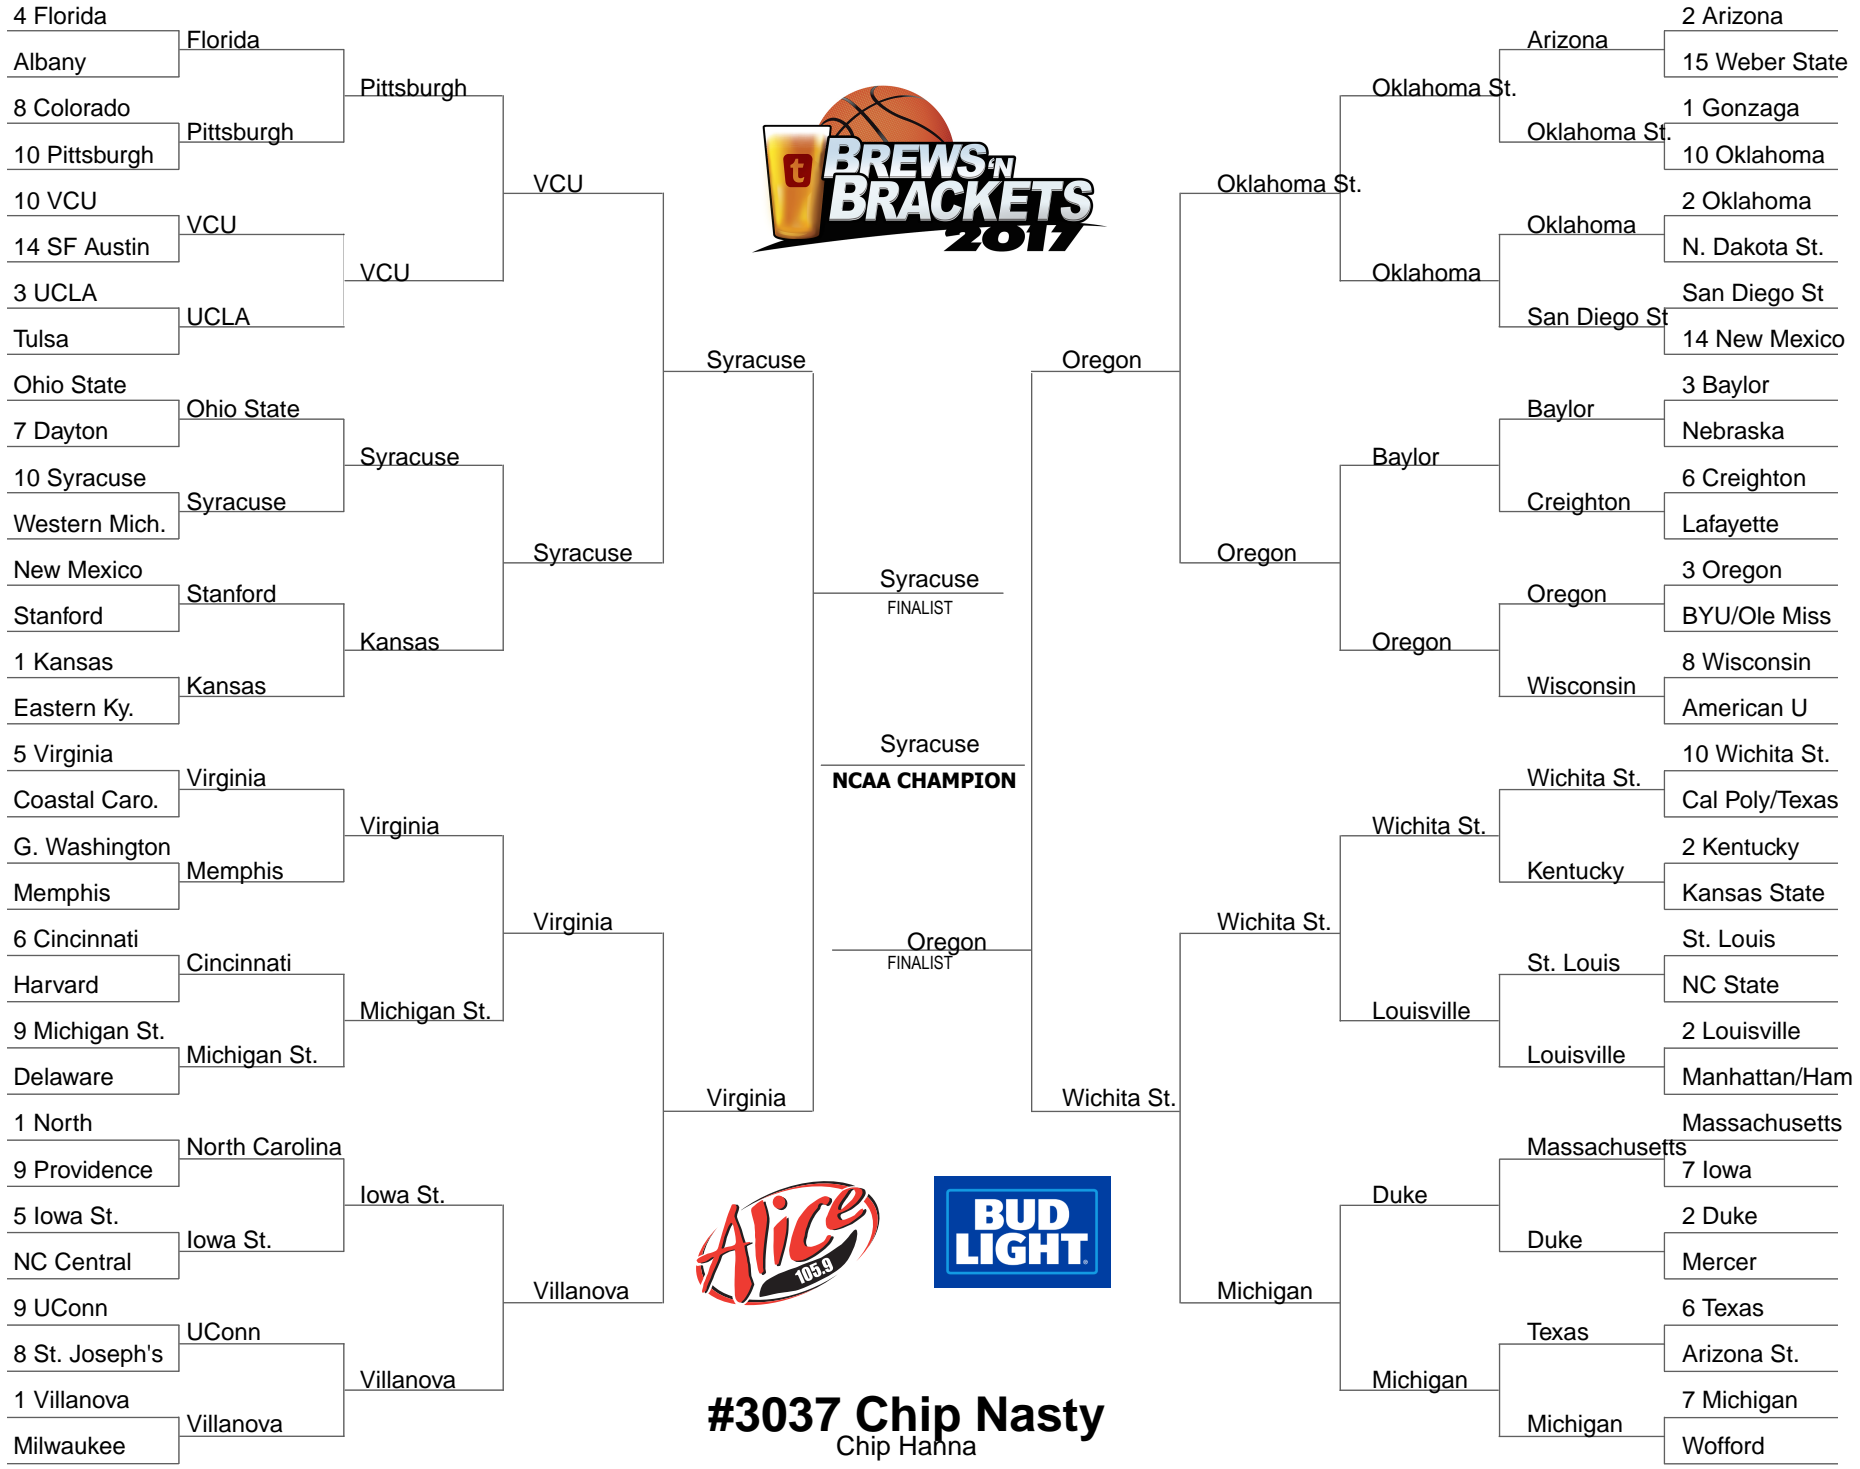 4 Florida
Albany
8 Colorado
10 Pittsburgh
10 VCU
14 SF Austin
3 UCLA
Tulsa
Ohio State
7 Dayton
10 Syracuse
Western Mich.
New Mexico
Stanford
1 Kansas
Eastern Ky.
5 Virginia
Coastal Caro.
G. Washington
Memphis
6 Cincinnati
Harvard
9 Michigan St.
Delaware
1 North
9 Providence
5 Iowa St.
NC Central
9 UConn
8 St. Joseph's
1 Villanova
Milwaukee
Florida
Pittsburgh
VCU
UCLA
Ohio State
Syracuse
Stanford
Kansas
Virginia
Memphis
Cincinnati
Michigan St.
North Carolina
Iowa St.
UConn
Villanova
Pittsburgh
VCU
Syracuse
Kansas
Virginia
Michigan St.
Iowa St.
Villanova
VCU
Syracuse
Virginia
Villanova
Syracuse
Virginia
t
BREWS 'N
BRACKETS
2017
Syracuse
FINALIST
Syracuse
NCAA CHAMPION
Oregon
FINALIST
Alice
105.9
BUD
LIGHT
#3037 Chip Nasty
Chip Hanna
Oregon
Wichita St.
Oklahoma St.
Oregon
Wichita St.
Michigan
Oklahoma St.
Oklahoma
Baylor
Oregon
Wichita St.
Louisville
Duke
Michigan
Arizona
Oklahoma St.
Oklahoma
San Diego St
Baylor
Creighton
Oregon
Wisconsin
Wichita St.
Kentucky
St. Louis
Louisville
Massachusetts
Duke
Texas
Michigan
2 Arizona
15 Weber State
1 Gonzaga
10 Oklahoma
2 Oklahoma
N. Dakota St.
San Diego St
14 New Mexico
3 Baylor
Nebraska
6 Creighton
Lafayette
3 Oregon
BYU/Ole Miss
8 Wisconsin
American U
10 Wichita St.
Cal Poly/Texas
2 Kentucky
Kansas State
St. Louis
NC State
2 Louisville
Manhattan/Ham
Massachusetts
7 Iowa
2 Duke
Mercer
6 Texas
Arizona St.
7 Michigan
Wofford